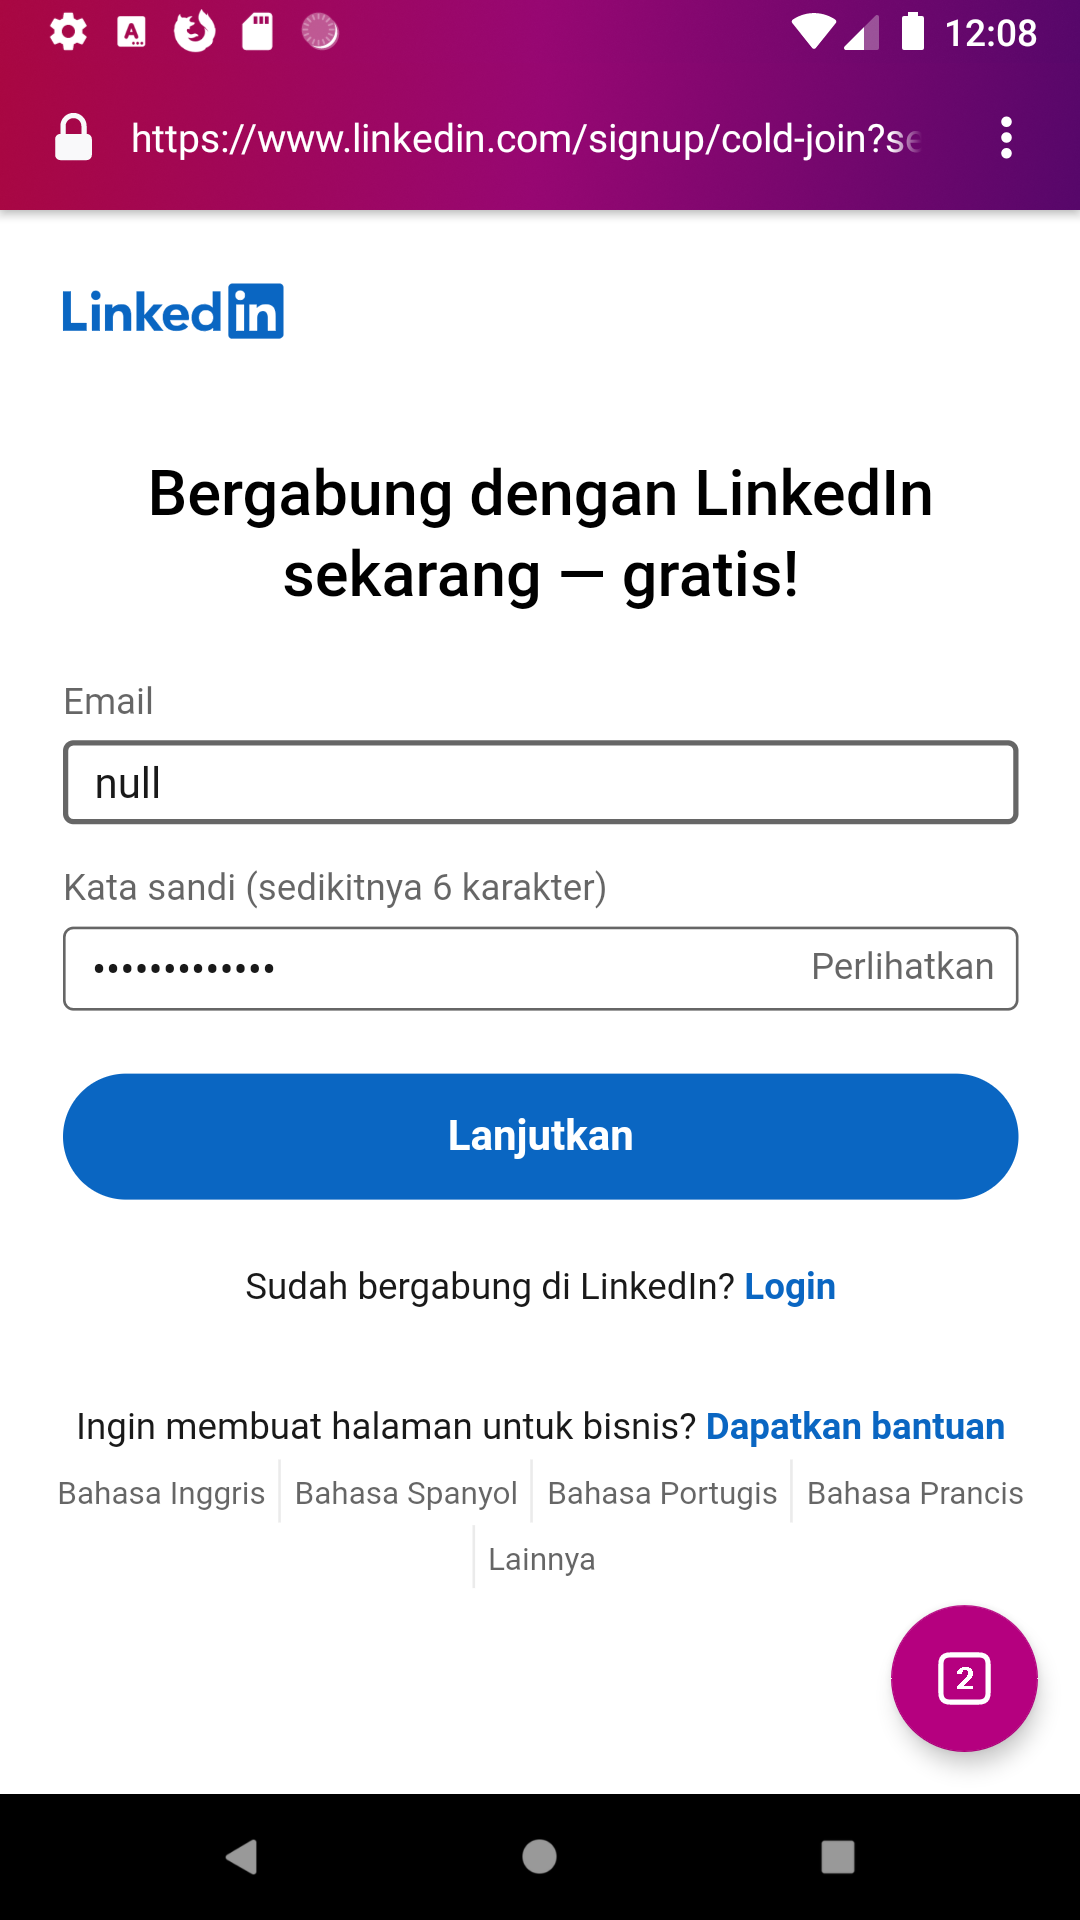 12:08
https://www.linkedin.com/signup/cold-join?se
Linkedin
Bergabung dengan LinkedIn
sekarang — gratis!
Email
null
Kata sandi (sedikitnya 6 karakter)
•••••••••••••
Perlihatkan
Lanjutkan
Sudah bergabung di LinkedIn? Login
Ingin membuat halaman untuk bisnis? Dapatkan bantuan
Bahasa Inggris Bahasa Spanyol Bahasa Portugis Bahasa Prancis
Lainnya
2